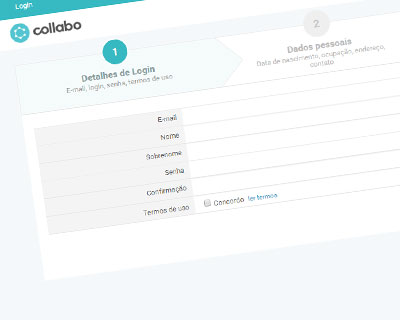 Login
collabo
1
Detalhes de Login
E-mail, login, senha, termos de uso
2
Dados pessoais
Data de nascimento, ocupação, endereço,
contato
E-mail
Nome
Sobrenome
Senha
Confirmação
Termos de uso
Concordo ler termos